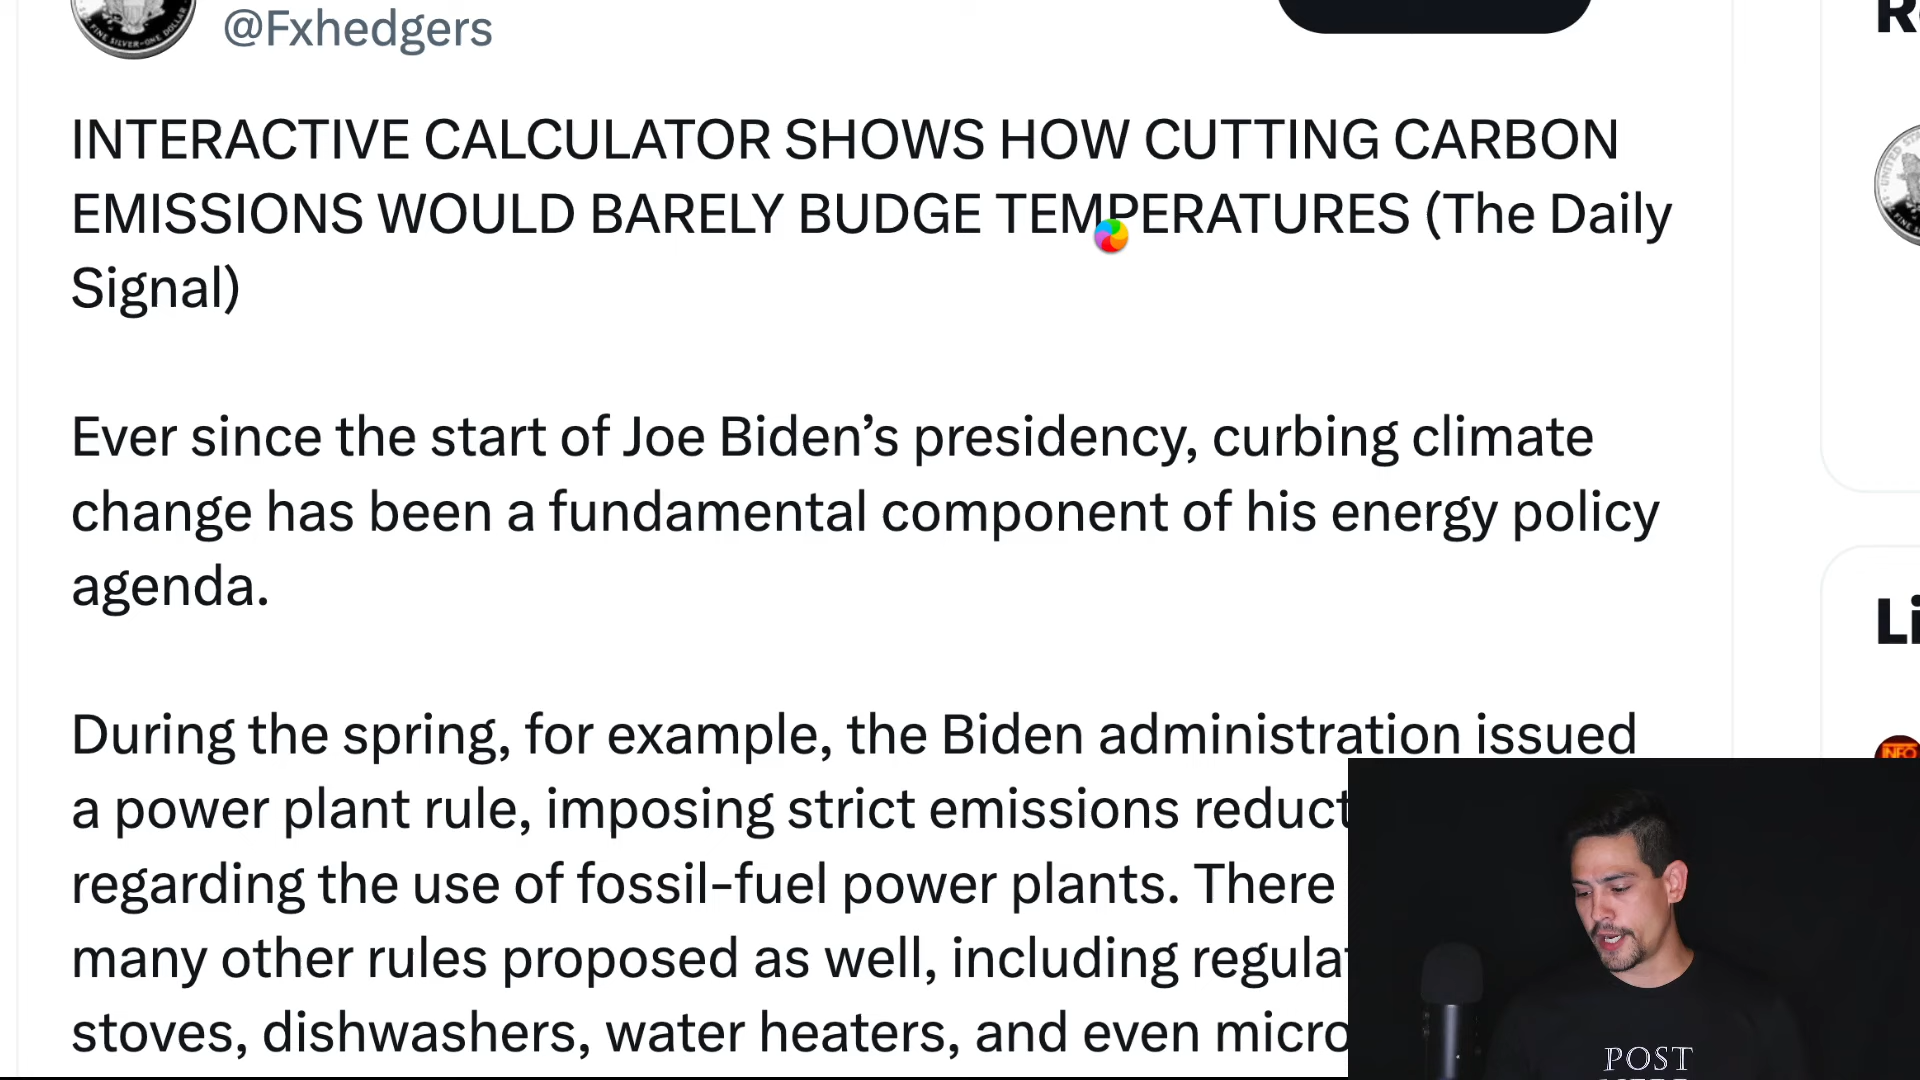 R
@Fxhedgers
INTERACTIVE CALCULATOR SHOWS HOW CUTTING CARBON
EMISSIONS WOULD BARELY BUDGE TEMPERATURES (The Daily
Signal)
Ever since the start of Joe Biden’s presidency, curbing climate
change has been a fundamental component of his energy policy
agenda.
Li
During the spring, for example, the Biden administration issued
INFO
a power plant rule, imposing strict emissions reduct
regarding the use of fossil-fuel power plants. There
many other rules proposed as well, including regulat
stoves, dishwashers, water heaters, and even micro
POST